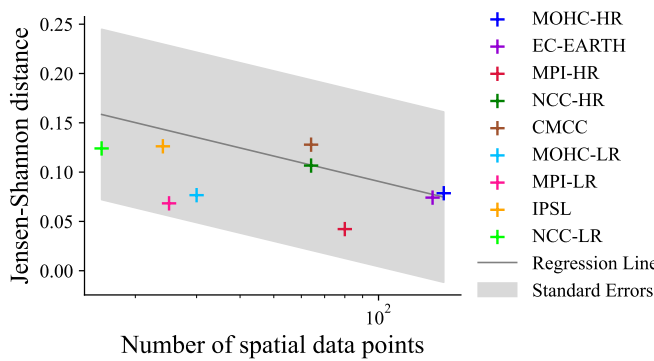 Jensen-Shannon distance
0.25
0.20
0.15
0.10
0.05
0.00
10²
Number of spatial data points
MOHC-HR
EC-EARTH
MPI-HR
NCC-HR
CMCC
MOHC-LR
MPI-LR
IPSL
NCC-LR
Regression Line
Standard Errors